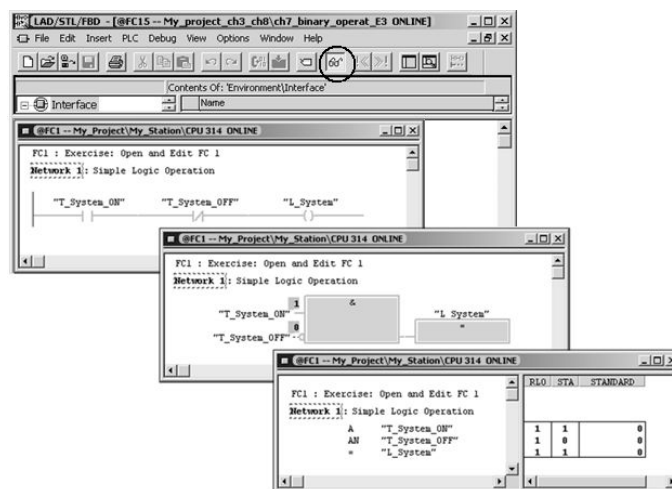 LAD/STL/FBD - [@FC15 -- My_project_ch3_ch8\ch7_binary_operat_E3 ONLINE]
File Edit Insert PLC Debug View Options Window Help
Contents Of: 'Environment\Interface'
Interface Name
@FC1 -- My_Project\My_Station\CPU 314 ONLINE
FC1 : Exercise: Open and Edit FC 1
Network 1: Simple Logic Operation
"T_System_ON" "T_System_OFF" "L_System"
@FC1 -- My_Project\My_Station\CPU 314 ONLINE
FC1 : Exercise: Open and Edit FC 1
Network 1: Simple Logic Operation
1 &
"T_System_ON" "L System"
0 =
"T_System_OFF"
@FC1 -- My_Project\My_Station\CPU 314 ONLINE
FC1 : Exercise: Open and Edit FC 1
Network 1: Simple Logic Operation
A "T_System_ON"
AN "T_System_OFF"
= "L_System"
RLO STA STANDARD
1 1 0
1 0 0
1 1 0